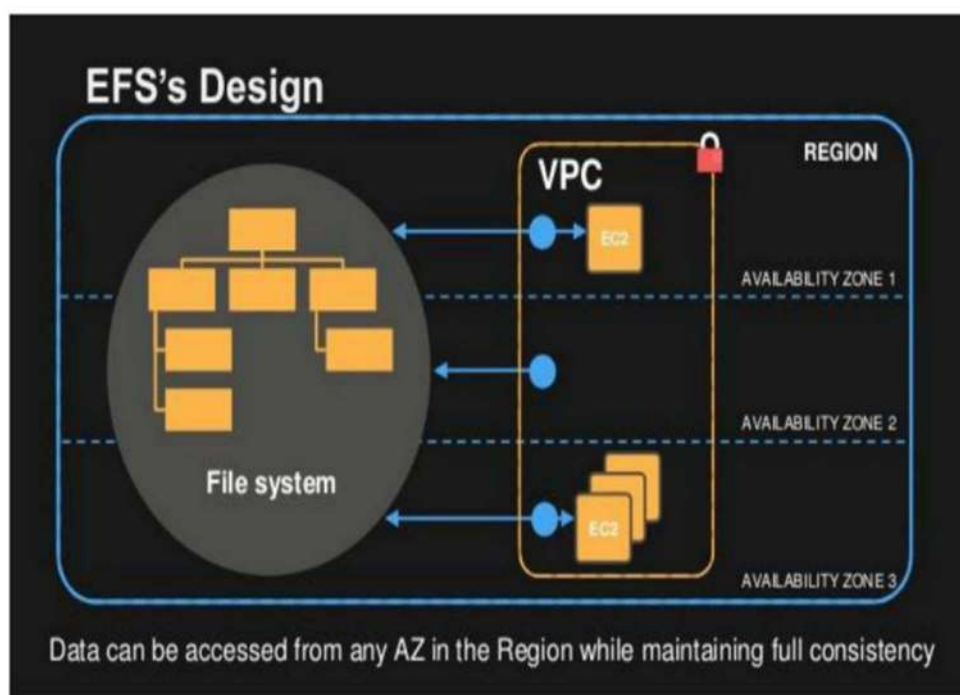 EFS's Design
REGION
VPC
EC2
AVAILABILITY ZONE 1
AVAILABILITY ZONE 2
File system
EC2
AVAILABILITY ZONE 3
Data can be accessed from any AZ in the Region while maintaining full consistency